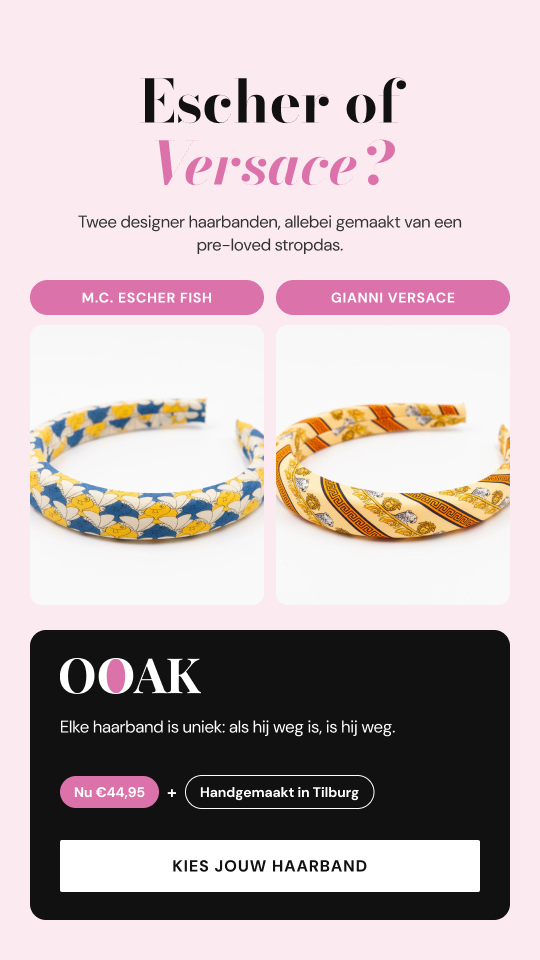 Escher of
Versace?
Twee designer haarbanden, allebei gemaakt van een
pre-loved stropdas.
M.C. ESCHER FISH
GIANNI VERSACE
OOAK
Elke haarband is uniek: als hij weg is, is hij weg.
Nu €44,95 + Handgemaakt in Tilburg
KIES JOUW HAARBAND